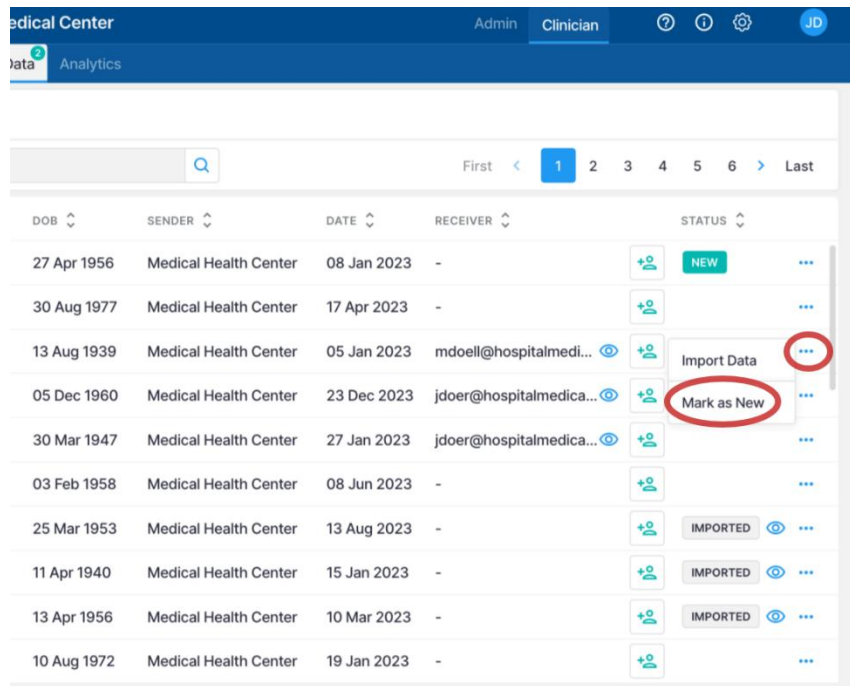 edical Center Admin Clinician JD
Data 2 Analytics
First < 1 2 3 4 5 6 > Last
DOB SENDER DATE RECEIVER STATUS
27 Apr 1956 Medical Health Center 08 Jan 2023 - NEW ...
30 Aug 1977 Medical Health Center 17 Apr 2023 - ...
13 Aug 1939 Medical Health Center 05 Jan 2023 mdoell@hospitalmedi... Import Data ...
05 Dec 1960 Medical Health Center 23 Dec 2023 jdoer@hospitalmedica... Mark as New ...
30 Mar 1947 Medical Health Center 27 Jan 2023 jdoer@hospitalmedica... ...
03 Feb 1958 Medical Health Center 08 Jun 2023 - ...
25 Mar 1953 Medical Health Center 13 Aug 2023 - IMPORTED ...
11 Apr 1940 Medical Health Center 15 Jan 2023 - IMPORTED ...
13 Apr 1956 Medical Health Center 10 Mar 2023 - IMPORTED ...
10 Aug 1972 Medical Health Center 19 Jan 2023 - ...